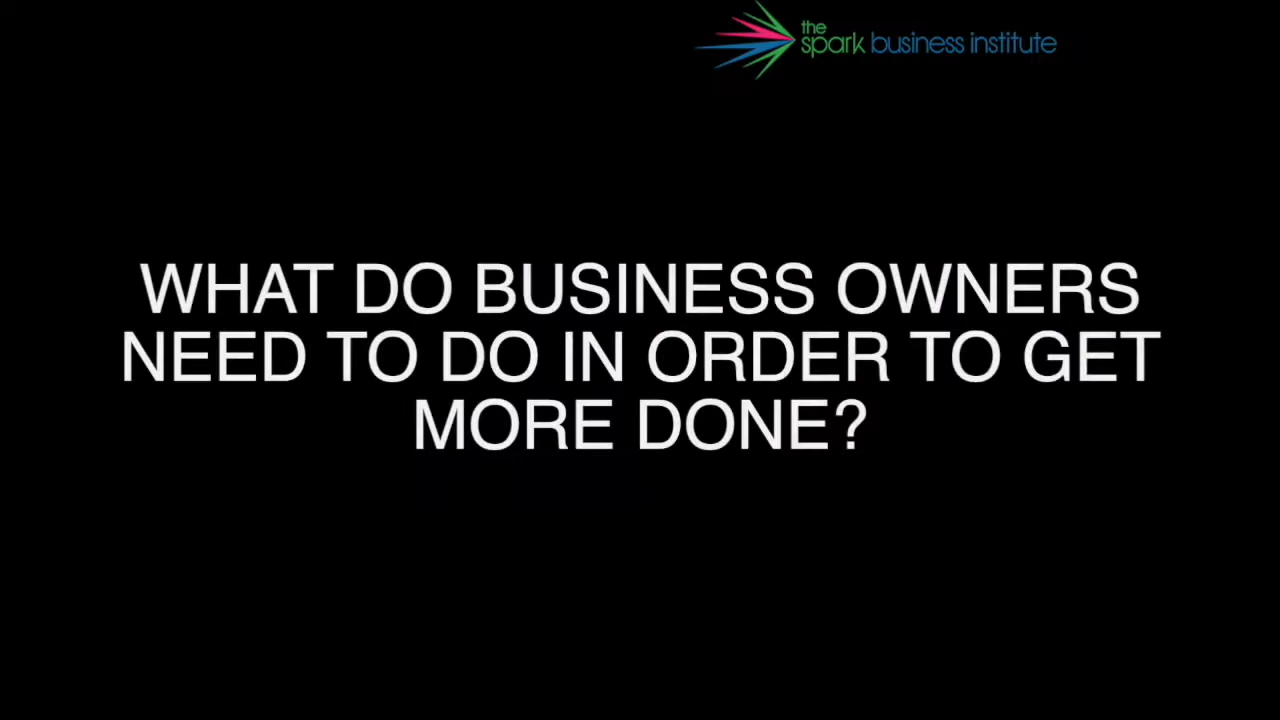 the
spark business institute
WHAT DO BUSINESS OWNERS
NEED TO DO IN ORDER TO GET
MORE DONE?